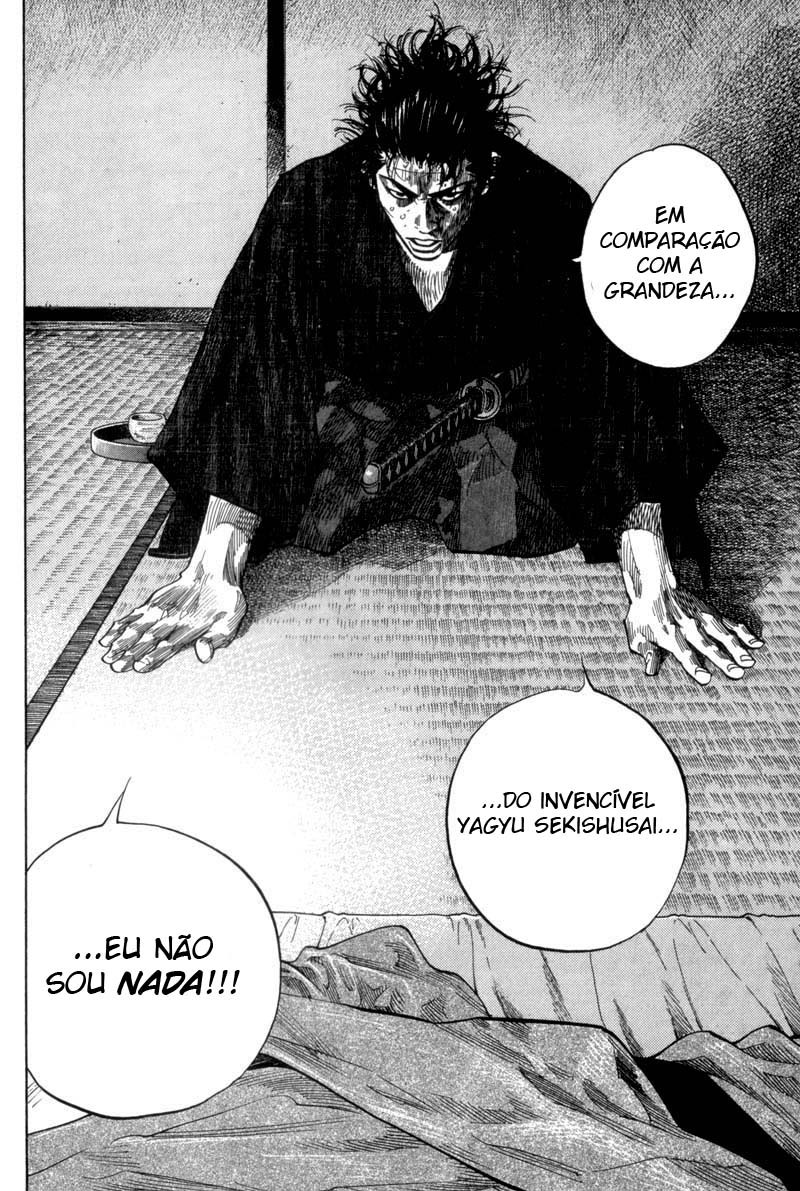 EM
COMPARAÇÃO
COM A
GRANDEZA...
...DO INVENCÍVEL
YAGYU SEKISHUSAI...
...EU NÃO
SOU NADA!!!